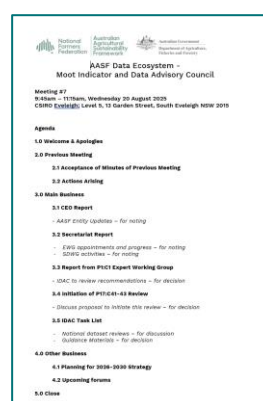 National
Farmers
Federation
Australian
Agricultural
Sustainability
Framework
Australian Government
Department of Agriculture,
Fisheries and Forestry
AASF Data Ecosystem -
Moot Indicator and Data Advisory Council
Meeting #7
9:45am – 11:15am, Wednesday 20 August 2025
CSIRO Eveleigh; Level 5, 13 Garden Street, South Eveleigh NSW 2015
Agenda
1.0 Welcome & Apologies
2.0 Previous Meeting
2.1 Acceptance of Minutes of Previous Meeting
2.2 Actions Arising
3.0 Main Business
3.1 CEO Report
- AASF Entity Updates – for noting
3.2 Secretariat Report
- EWG appointments and progress – for noting
- SDWG activities – for noting
3.3 Report from P1:C1 Expert Working Group
- IDAC to review recommendations – for decision
3.4 Initiation of P17:C41-43 Review
- Discuss proposal to initiate this review – for decision
3.5 IDAC Task List
- National dataset reviews – for discussion
- Guidance Materials – for decision
4.0 Other Business
4.1 Planning for 2026-2030 Strategy
4.2 Upcoming forums
5.0 Close